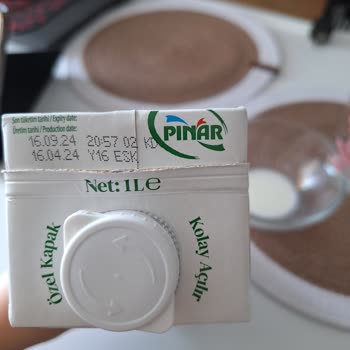 Son tüketim tarihi / Expiry date:
Üretim tarihi / Production date:
16.09.24 20:57 02 KD
16.04.24 Y16 ESK
PINAR
Net: 1L℮
Özel Kapak
Kolay Açılır